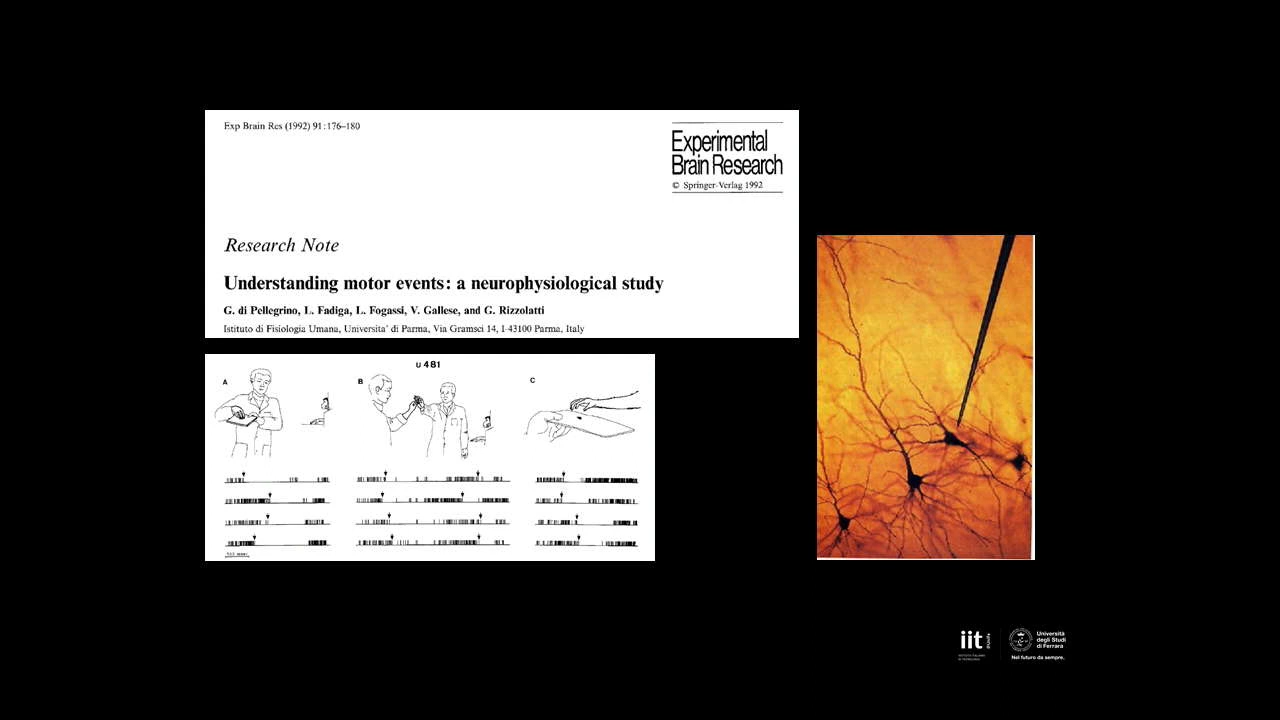 Exp Brain Res (1992) 91:176–180
Experimental
Brain Research
© Springer-Verlag 1992
Research Note
Understanding motor events: a neurophysiological study
G. di Pellegrino, L. Fadiga, L. Fogassi, V. Gallese, and G. Rizzolatti
Istituto di Fisiologia Umana, Universita' di Parma, Via Gramsci 14, I-43100 Parma, Italy
U 481
A
B
C
iit
Università
degli Studi
di Ferrara
Nel futuro da sempre.